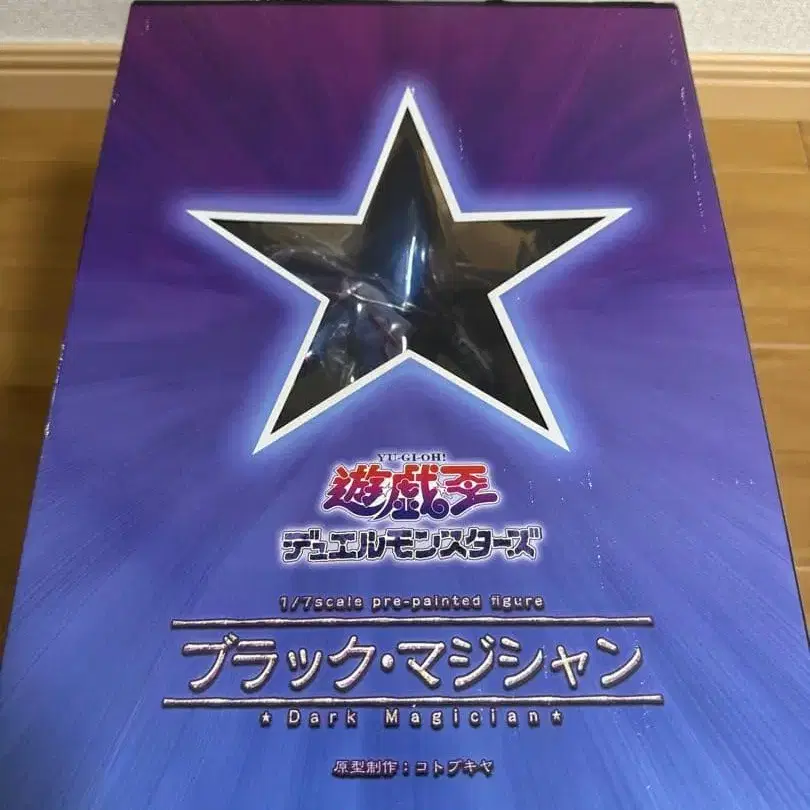 YU-GI-OH!
遊戯王
デュエルモンスターズ
1/7scale pre-painted figure
ブラック・マジシャン
★Dark Magician★
原型制作：コトブキヤ